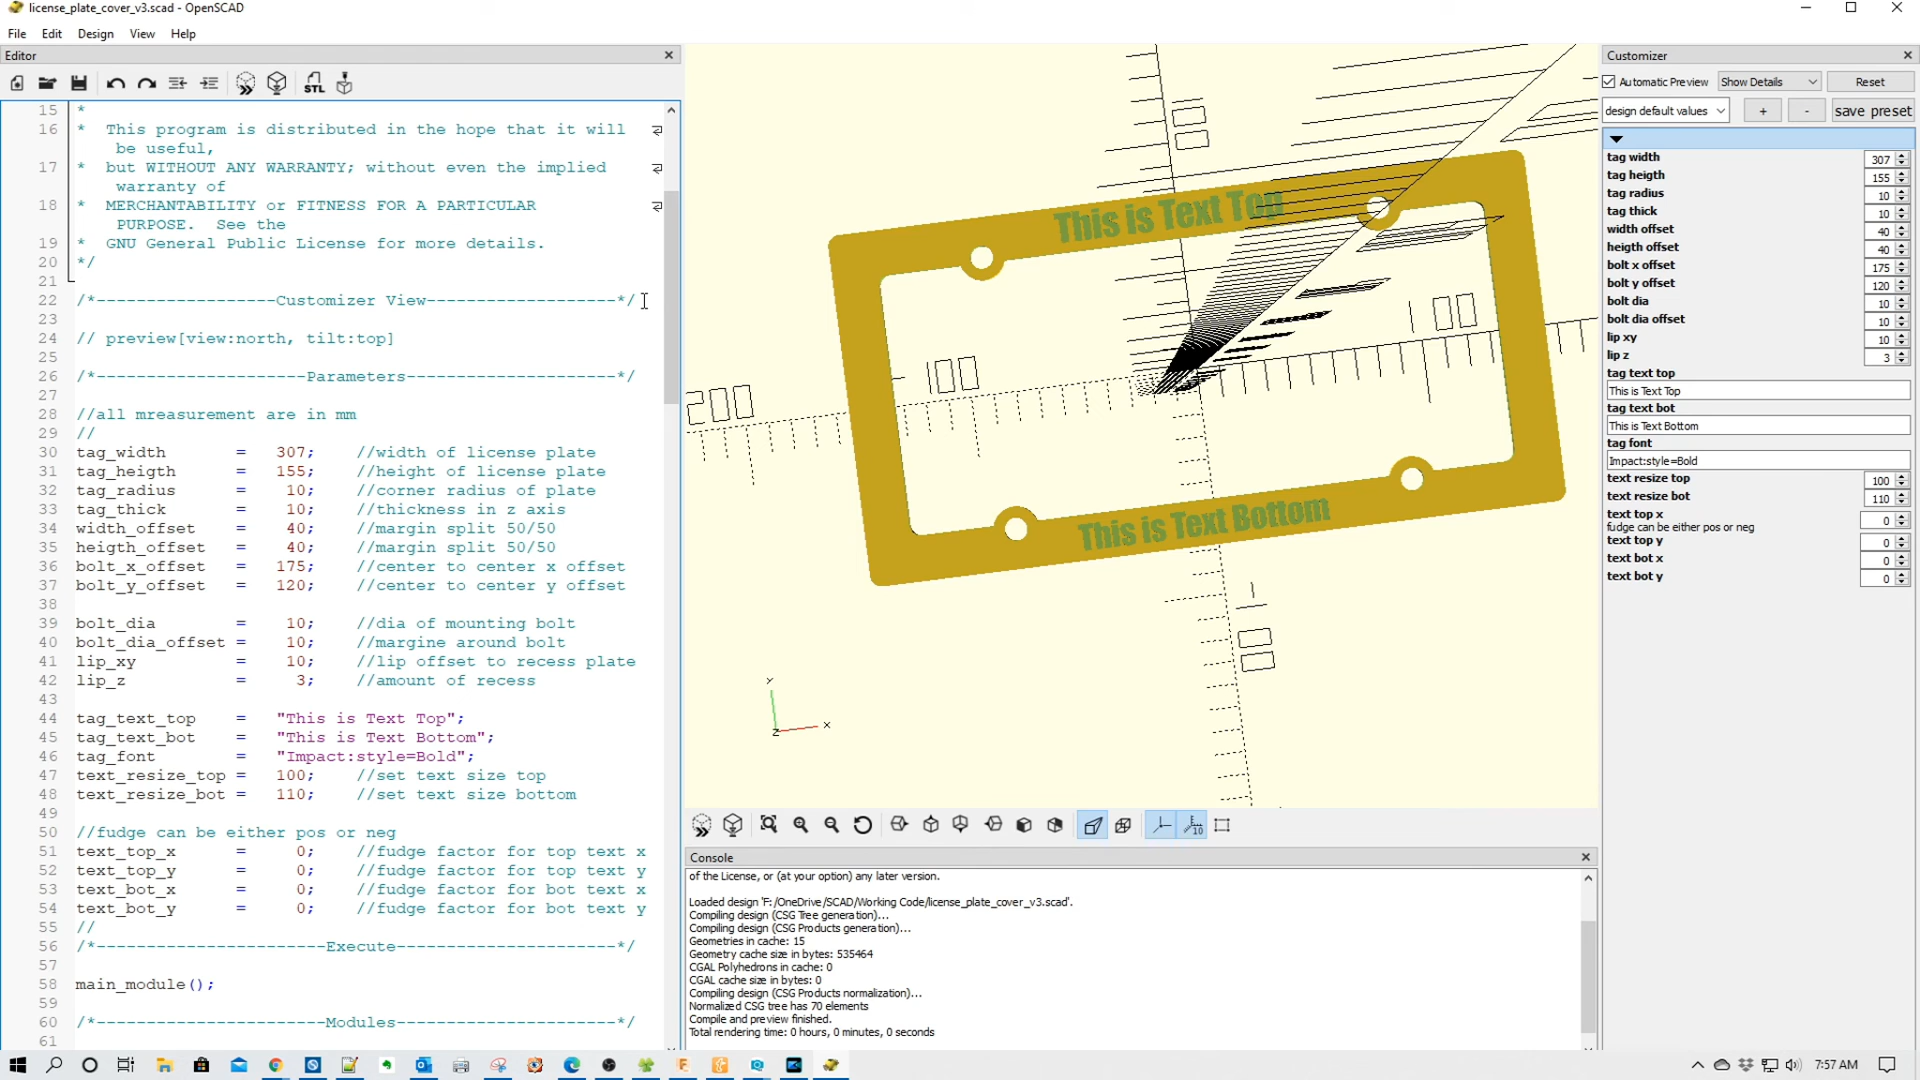 license_plate_cover_v3.scad - OpenSCAD
File Edit Design View Help
Editor
STL
15 *
16 * This program is distributed in the hope that it will
be useful,
17 * but WITHOUT ANY WARRANTY; without even the implied
warranty of
18 * MERCHANTABILITY or FITNESS FOR A PARTICULAR
PURPOSE. See the
19 * GNU General Public License for more details.
20 */
21
22 /*------------------Customizer View-------------------*/
23
24 // preview[view:north, tilt:top]
25
26 /*---------------------Parameters---------------------*/
27
28 //all mreasurement are in mm
29 //
30 tag_width = 307; //width of license plate
31 tag_heigth = 155; //height of license plate
32 tag_radius = 10; //corner radius of plate
33 tag_thick = 10; //thickness in z axis
34 width_offset = 40; //margin split 50/50
35 heigth_offset = 40; //margin split 50/50
36 bolt_x_offset = 175; //center to center x offset
37 bolt_y_offset = 120; //center to center y offset
38
39 bolt_dia = 10; //dia of mounting bolt
40 bolt_dia_offset = 10; //margine around bolt
41 lip_xy = 10; //lip offset to recess plate
42 lip_z = 3; //amount of recess
43
44 tag_text_top = "This is Text Top";
45 tag_text_bot = "This is Text Bottom";
46 tag_font = "Impact:style=Bold";
47 text_resize_top = 100; //set text size top
48 text_resize_bot = 110; //set text size bottom
49
50 //fudge can be either pos or neg
51 text_top_x = 0; //fudge factor for top text x
52 text_top_y = 0; //fudge factor for top text y
53 text_bot_x = 0; //fudge factor for bot text x
54 text_bot_y = 0; //fudge factor for bot text y
55 //
56 /*-----------------------Execute----------------------*/
57
58 main_module();
59
60 /*-----------------------Modules----------------------*/
61
This is Text Top
This is Text Bottom
100
100
200
Y
X
Z
10
Console
of the License, or (at your option) any later version.
Loaded design 'F:/OneDrive/SCAD/Working Code/license_plate_cover_v3.scad'.
Compiling design (CSG Tree generation)...
Compiling design (CSG Products generation)...
Geometries in cache: 15
Geometry cache size in bytes: 535464
CGAL Polyhedrons in cache: 0
CGAL cache size in bytes: 0
Compiling design (CSG Products normalization)...
Normalized CSG tree has 70 elements
Compile and preview finished.
Total rendering time: 0 hours, 0 minutes, 0 seconds
Customizer
Automatic Preview Show Details Reset
design default values + - save preset
tag width 307
tag heigth 155
tag radius 10
tag thick 10
width offset 40
heigth offset 40
bolt x offset 175
bolt y offset 120
bolt dia 10
bolt dia offset 10
lip xy 10
lip z 3
tag text top
This is Text Top
tag text bot
This is Text Bottom
tag font
Impact:style=Bold
text resize top 100
text resize bot 110
text top x 0
fudge can be either pos or neg
text top y 0
text bot x 0
text bot y 0
7:57 AM